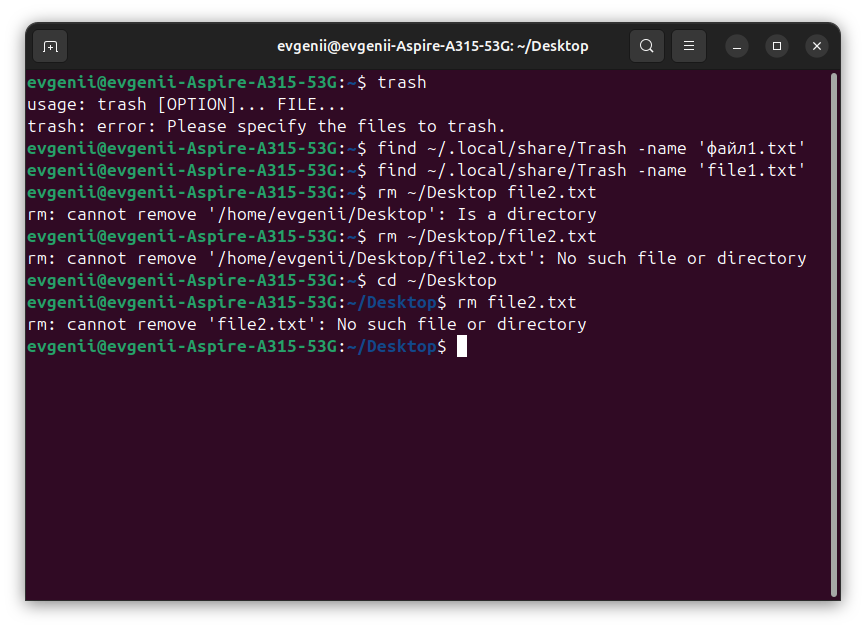 evgenii@evgenii-Aspire-A315-53G: ~/Desktop
evgenii@evgenii-Aspire-A315-53G:~$ trash
usage: trash [OPTION]... FILE...
trash: error: Please specify the files to trash.
evgenii@evgenii-Aspire-A315-53G:~$ find ~/.local/share/Trash -name 'файл1.txt'
evgenii@evgenii-Aspire-A315-53G:~$ find ~/.local/share/Trash -name 'file1.txt'
evgenii@evgenii-Aspire-A315-53G:~$ rm ~/Desktop file2.txt
rm: cannot remove '/home/evgenii/Desktop': Is a directory
evgenii@evgenii-Aspire-A315-53G:~$ rm ~/Desktop/file2.txt
rm: cannot remove '/home/evgenii/Desktop/file2.txt': No such file or directory
evgenii@evgenii-Aspire-A315-53G:~$ cd ~/Desktop
evgenii@evgenii-Aspire-A315-53G:~/Desktop$ rm file2.txt
rm: cannot remove 'file2.txt': No such file or directory
evgenii@evgenii-Aspire-A315-53G:~/Desktop$